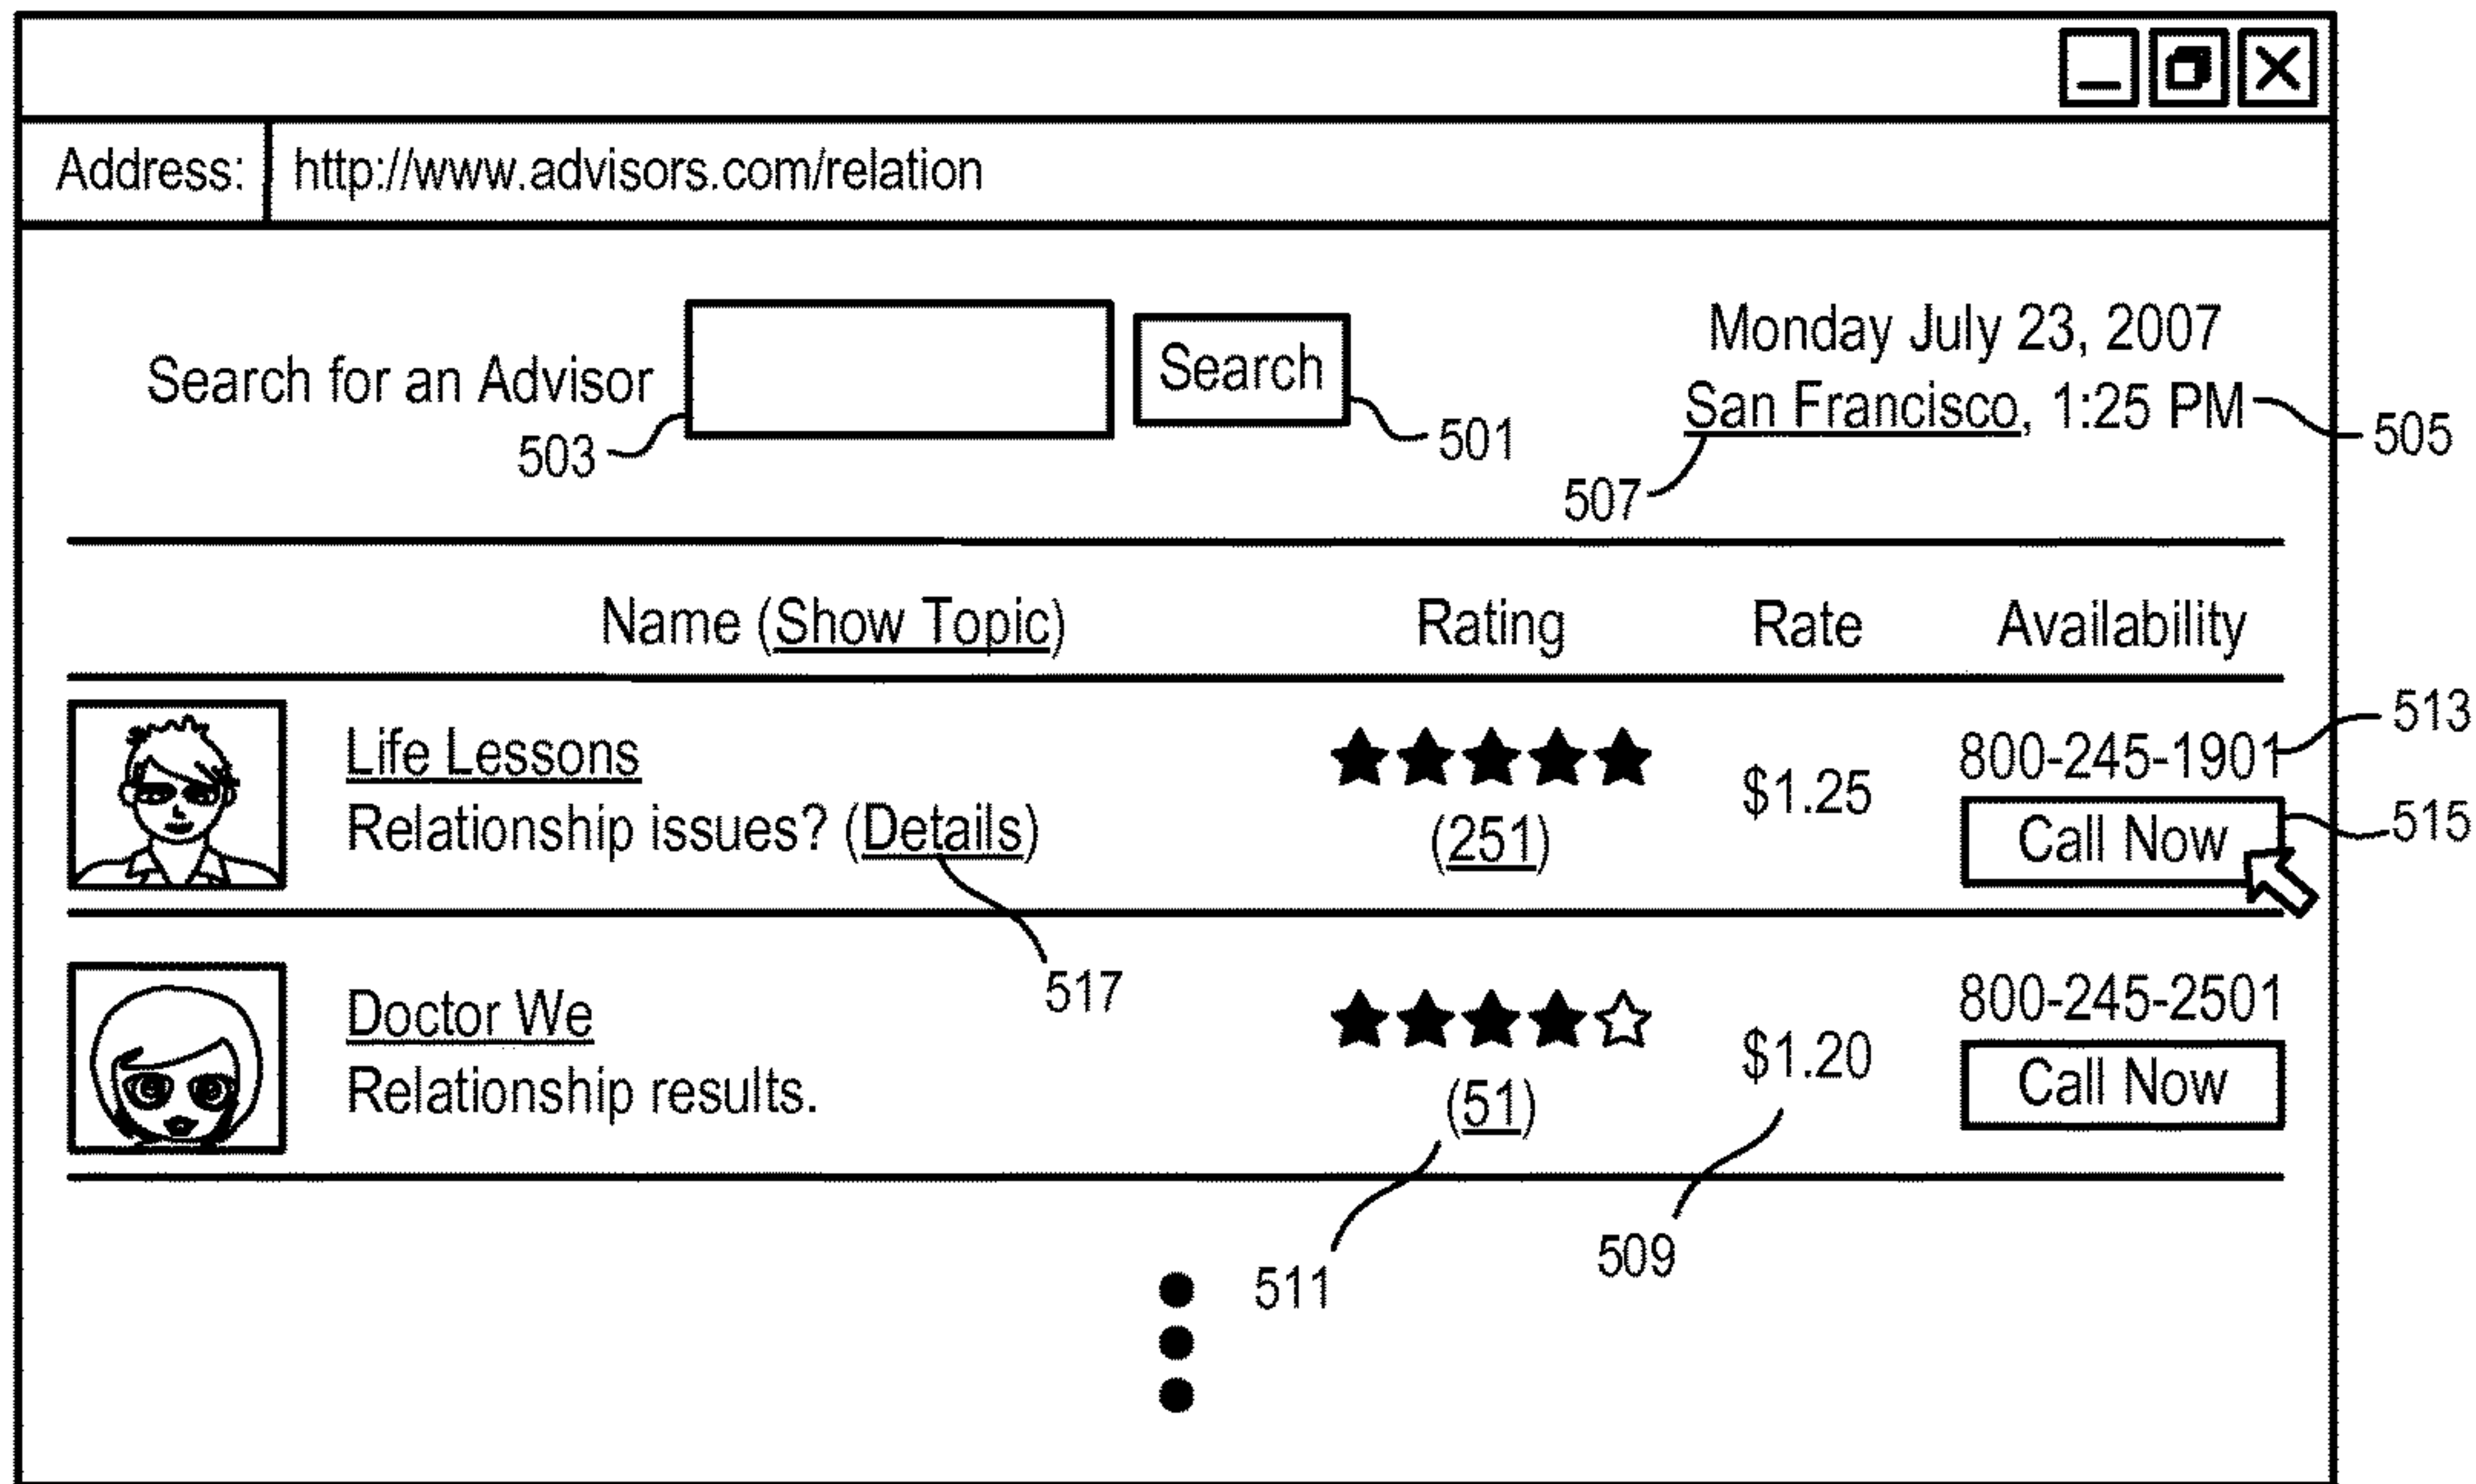 Address: http://www.advisors.com/relation
Monday July 23, 2007
Search for an Advisor Search San Francisco, 1:25 PM
503 501 507 505
Name (Show Topic) Rating Rate Availability
Life Lessons 800-245-1901 513
Relationship issues? (Details) (251) $1.25 Call Now 515
517
Doctor We 800-245-2501
Relationship results. (51) $1.20 Call Now
511 509